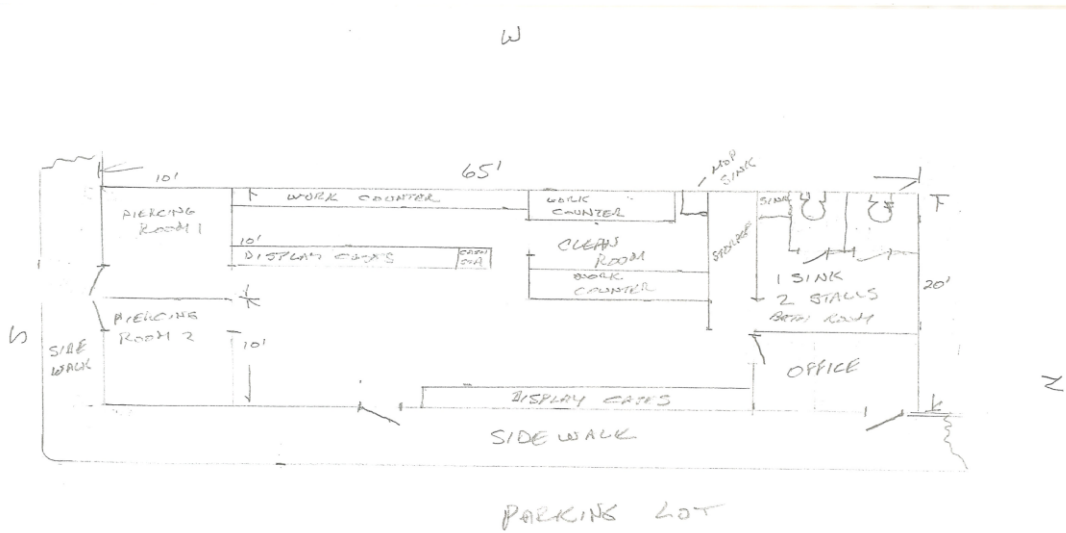 W
MOP
SINK
10'
65'
WORK COUNTER
WORK
COUNTER
SINK
F
PIERCING
ROOM 1
STORAGE
10'
DISPLAY CASES
CLEAN
ROOM
WORK
COUNTER
1 SINK
2 STALLS
BATH ROOM
20'
PIERCING
ROOM 2
S
SIDE
WALK
10'
OFFICE
N
DISPLAY CASES
SIDE WALK
PARKING LOT